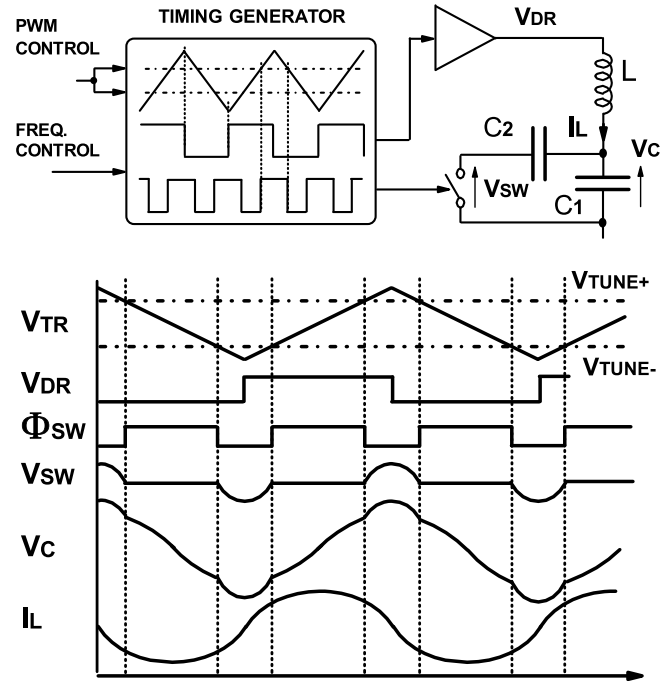 TIMING GENERATOR
PWM
CONTROL
FREQ.
CONTROL
VDR
L
IL
C2
VC
VSW
C1
VTUNE+
VTR
VTUNE-
VDR
ΦSW
VSW
VC
IL